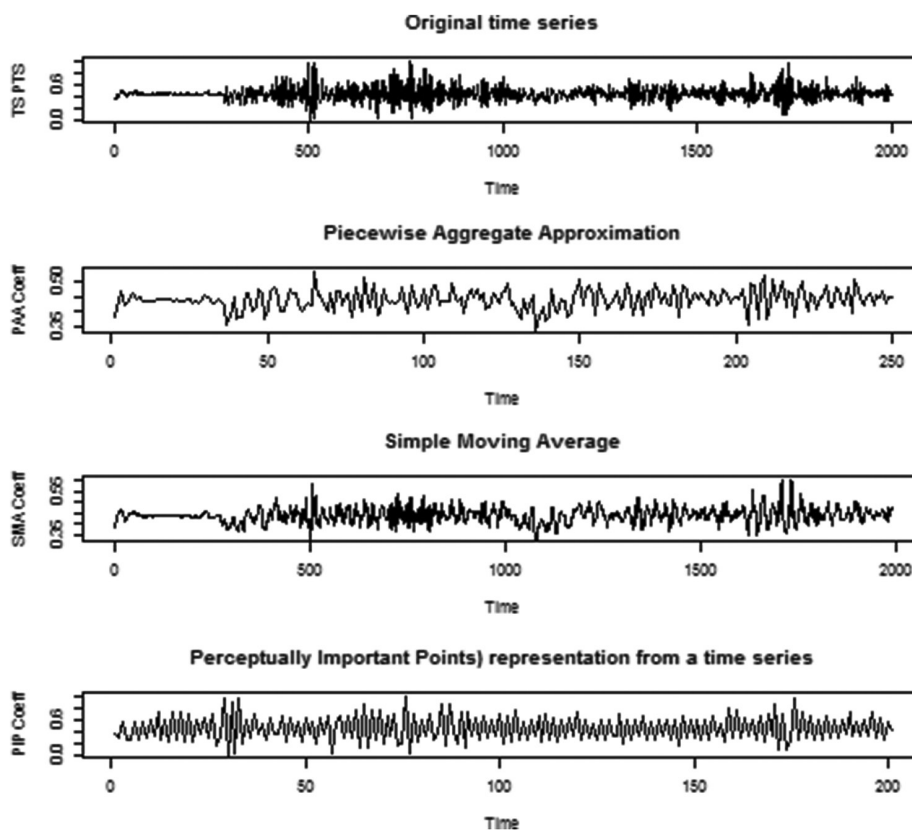 Original time series
TS PTS
0.6
0.0
0 500 1000 1500 2000
Time
Piecewise Aggregate Approximation
PAA Coeff
0.50
0.35
0 50 100 150 200 250
Time
Simple Moving Average
SMA Coeff
0.55
0.35
0 500 1000 1500 2000
Time
Perceptually Important Points) representation from a time series
PIP Coeff
0.6
0.0
0 50 100 150 200
Time